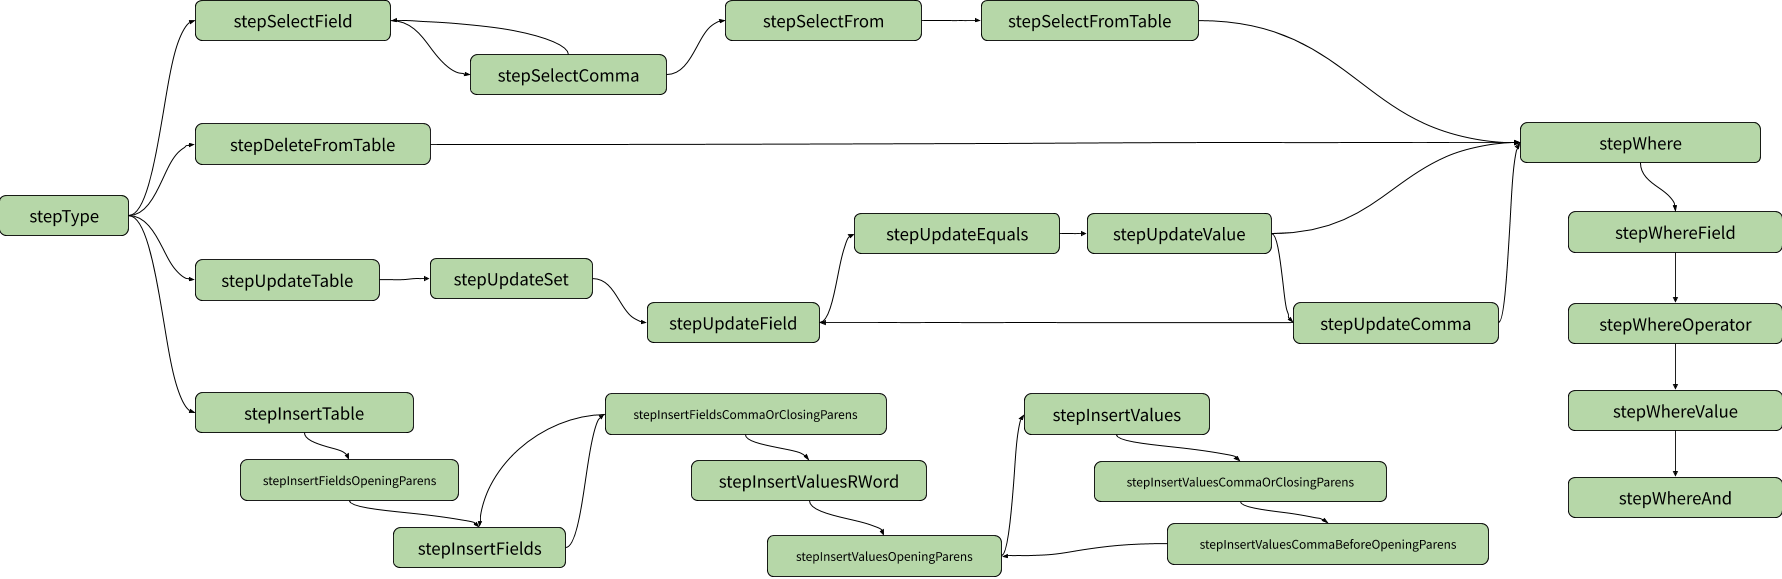 stepSelectField
stepSelectFrom
stepSelectFromTable
stepSelectComma
stepDeleteFromTable
stepWhere
stepType
stepUpdateEquals
stepUpdateValue
stepWhereField
stepUpdateTable
stepUpdateSet
stepUpdateField
stepUpdateComma
stepWhereOperator
stepInsertTable
stepInsertFieldsCommaOrClosingParens
stepInsertValues
stepWhereValue
stepInsertFieldsOpeningParens
stepInsertValuesRWord
stepInsertValuesCommaOrClosingParens
stepWhereAnd
stepInsertFields
stepInsertValuesOpeningParens
stepInsertValuesCommaBeforeOpeningParens